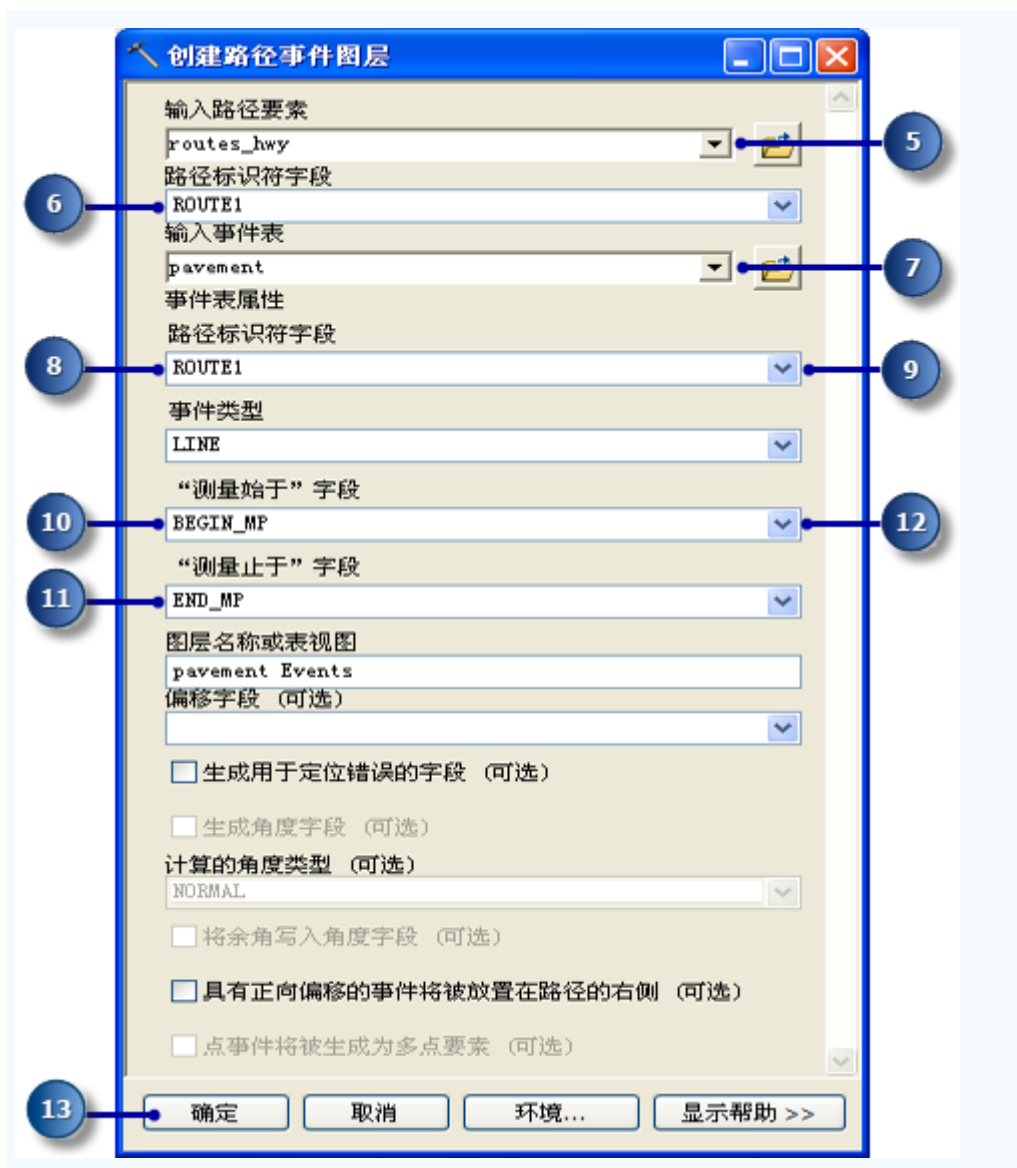 创建路径事件图层
输入路径要素
routes_hwy
5
路径标识符字段
6
ROUTE1
输入事件表
pavement
7
事件表属性
路径标识符字段
8
ROUTE1
9
事件类型
LINE
“测量始于”字段
10
BEGIN_MP
12
“测量止于”字段
11
END_MP
图层名称或表视图
pavement Events
偏移字段 (可选)
生成用于定位错误的字段 (可选)
生成角度字段 (可选)
计算的角度类型 (可选)
NORMAL
将余角写入角度字段 (可选)
具有正向偏移的事件将被放置在路径的右侧 (可选)
点事件将被生成为多点要素 (可选)
13
确定 取消 环境... 显示帮助 >>